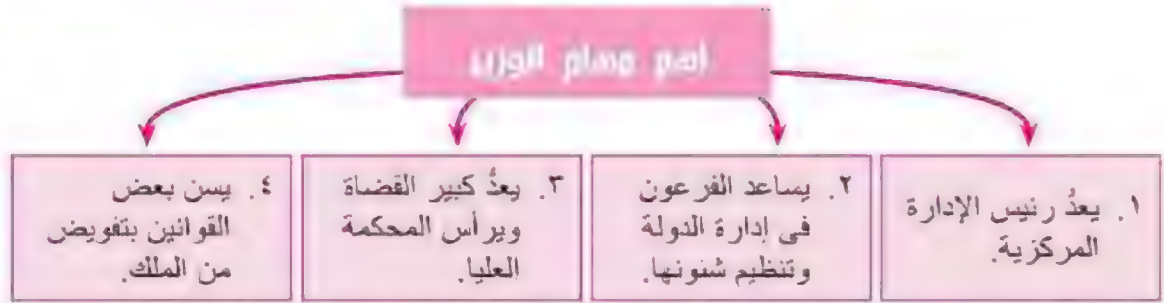 أهم مهام الوزير
١. يعدُّ رئيس الإدارة
المركزية.
٢. يساعد الفرعون
فى إدارة الدولة
وتنظيم شئونها.
٣. يعدُّ كبير القضاة
ويرأس المحكمة
العليا.
٤. يسن بعض
القوانين بتفويض
من الملك.